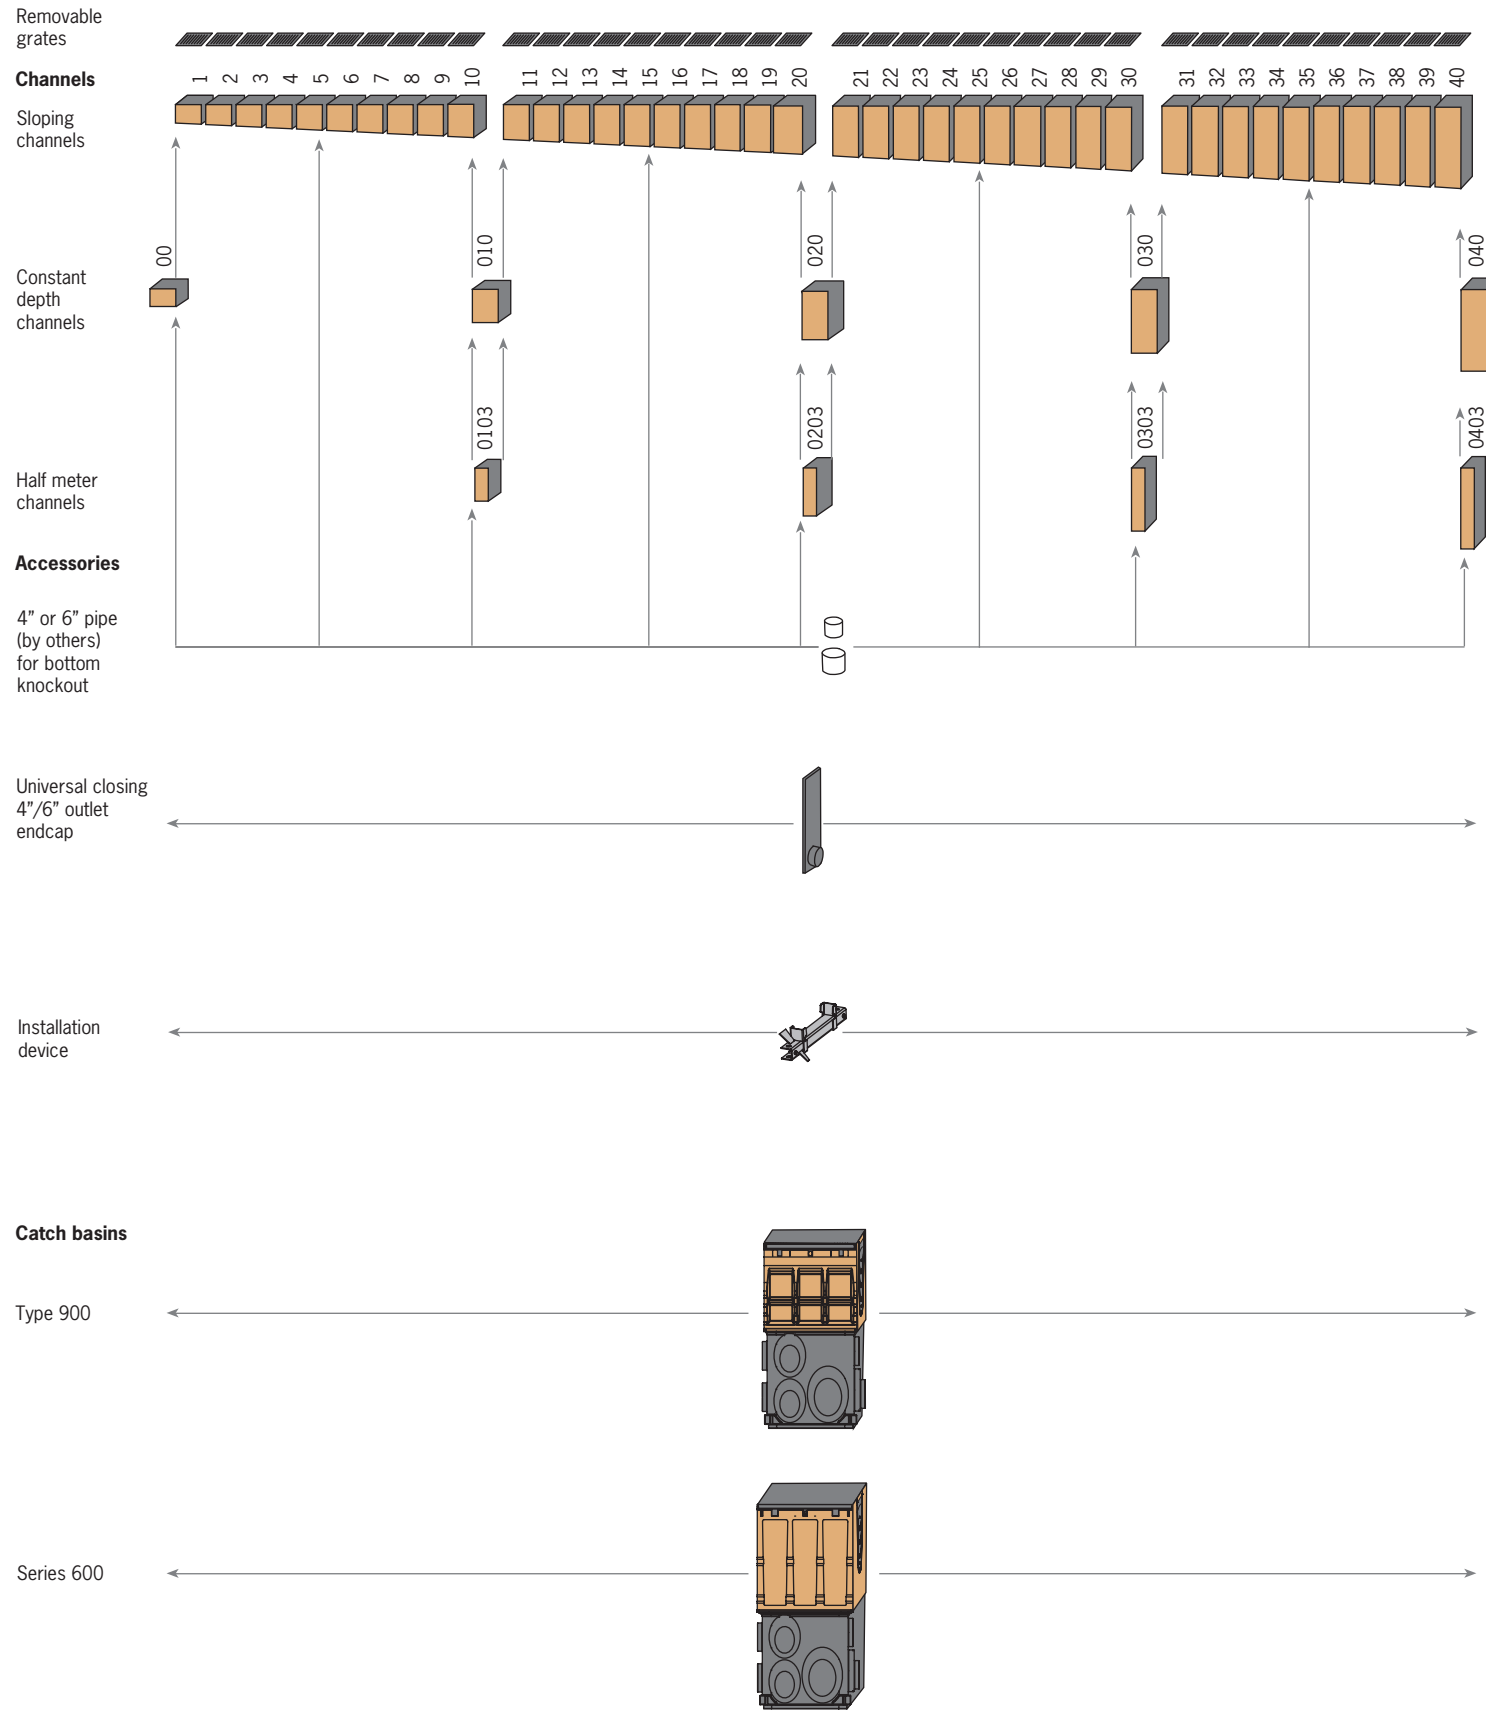 Removable
grates
Channels
1 2 3 4 5 6 7 8 9 10 11 12 13 14 15 16 17 18 19 20 21 22 23 24 25 26 27 28 29 30 31 32 33 34 35 36 37 38 39 40
Sloping
channels
00 010 020 030 040
Constant
depth
channels
0103 0203 0303 0403
Half meter
channels
Accessories
4” or 6” pipe
(by others)
for bottom
knockout
Universal closing
4”/6” outlet
endcap
Installation
device
Catch basins
Type 900
Series 600